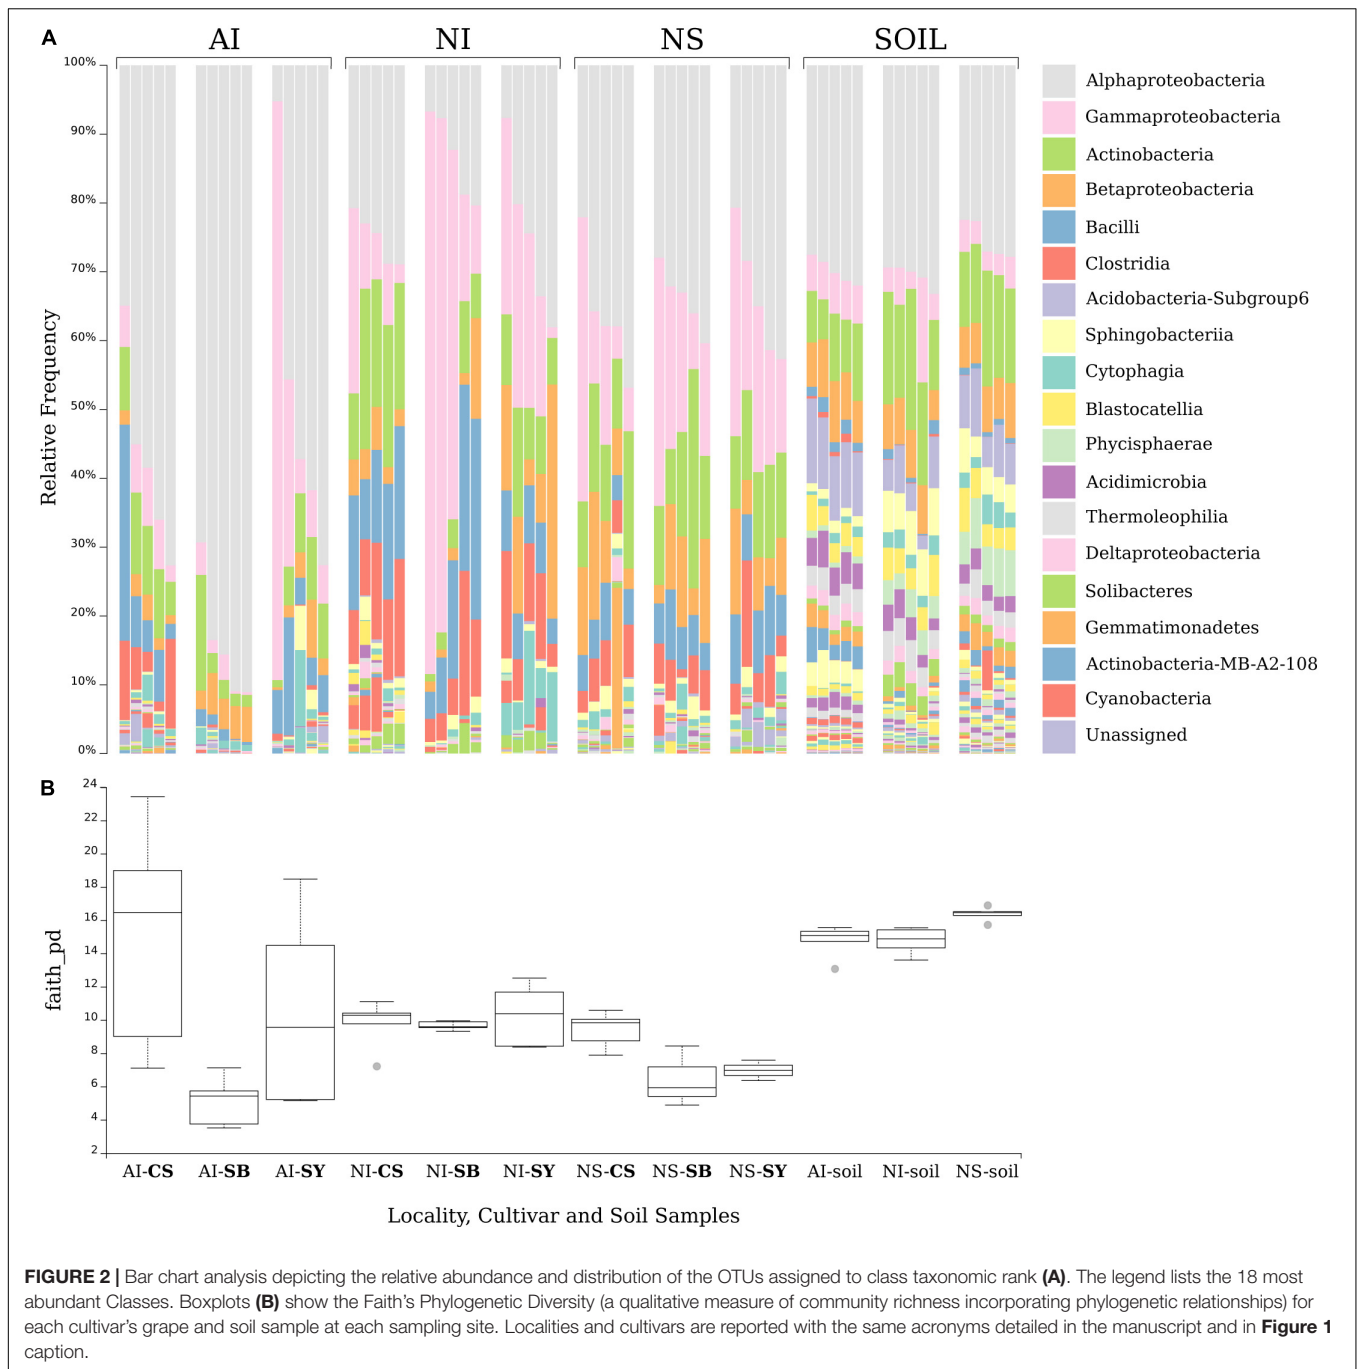 A
AI NI NS SOIL
100%
90%
80%
70%
60%
50%
40%
30%
20%
10%
0%
Relative Frequency
Alphaproteobacteria
Gammaproteobacteria
Actinobacteria
Betaproteobacteria
Bacilli
Clostridia
Acidobacteria-Subgroup6
Sphingobacteriia
Cytophagia
Blastocatellia
Phycisphaerae
Acidimicrobia
Thermoleophilia
Deltaproteobacteria
Solibacteres
Gemmatimonadetes
Actinobacteria-MB-A2-108
Cyanobacteria
Unassigned
B
24
22
20
18
16
14
12
10
8
6
4
2
faith_pd
AI-CS AI-SB AI-SY NI-CS NI-SB NI-SY NS-CS NS-SB NS-SY AI-soil NI-soil NS-soil
Locality, Cultivar and Soil Samples
FIGURE 2 | Bar chart analysis depicting the relative abundance and distribution of the OTUs assigned to class taxonomic rank (A). The legend lists the 18 most
abundant Classes. Boxplots (B) show the Faith's Phylogenetic Diversity (a qualitative measure of community richness incorporating phylogenetic relationships) for
each cultivar's grape and soil sample at each sampling site. Localities and cultivars are reported with the same acronyms detailed in the manuscript and in Figure 1
caption.